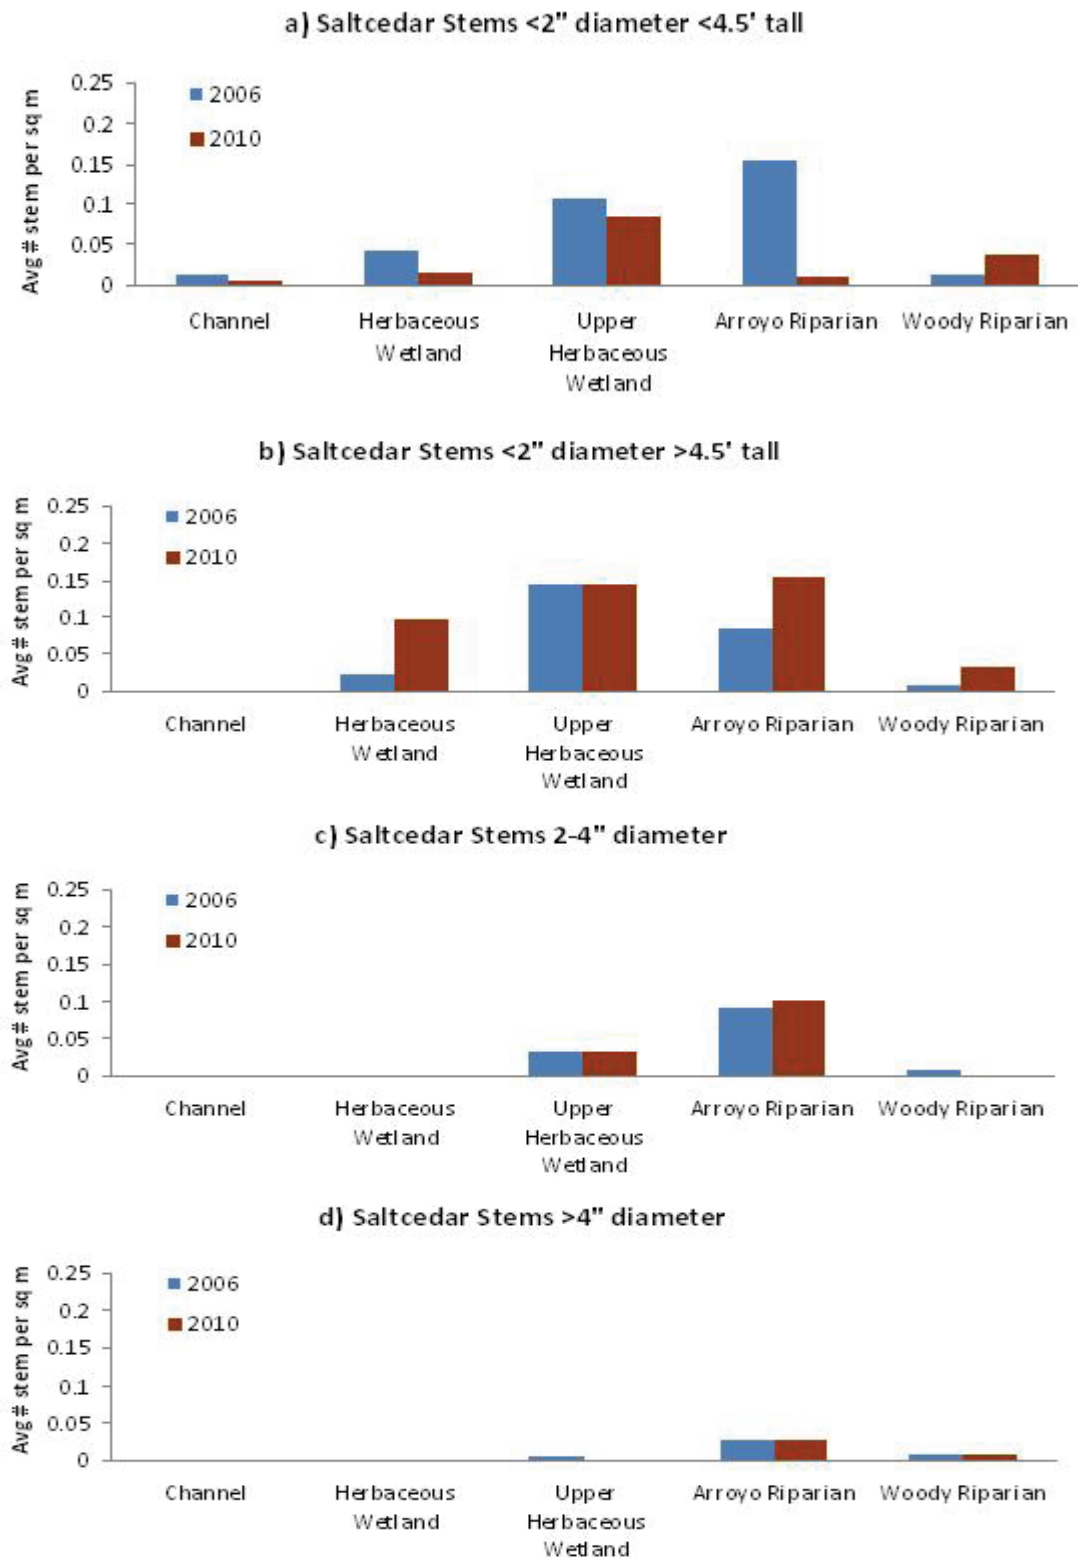 a) Saltcedar Stems <2" diameter <4.5' tall
Avg # stem per sq m
0.25
0.2
0.15
0.1
0.05
0
2006
2010
Channel
Herbaceous
Wetland
Upper
Herbaceous
Wetland
Arroyo Riparian
Woody Riparian
b) Saltcedar Stems <2" diameter >4.5' tall
Avg # stem per sq m
0.25
0.2
0.15
0.1
0.05
0
2006
2010
Channel
Herbaceous
Wetland
Upper
Herbaceous
Wetland
Arroyo Riparian
Woody Riparian
c) Saltcedar Stems 2-4" diameter
Avg # stem per sq m
0.25
0.2
0.15
0.1
0.05
0
2006
2010
Channel
Herbaceous
Wetland
Upper
Herbaceous
Wetland
Arroyo Riparian
Woody Riparian
d) Saltcedar Stems >4" diameter
Avg # stem per sq m
0.25
0.2
0.15
0.1
0.05
0
2006
2010
Channel
Herbaceous
Wetland
Upper
Herbaceous
Wetland
Arroyo Riparian
Woody Riparian